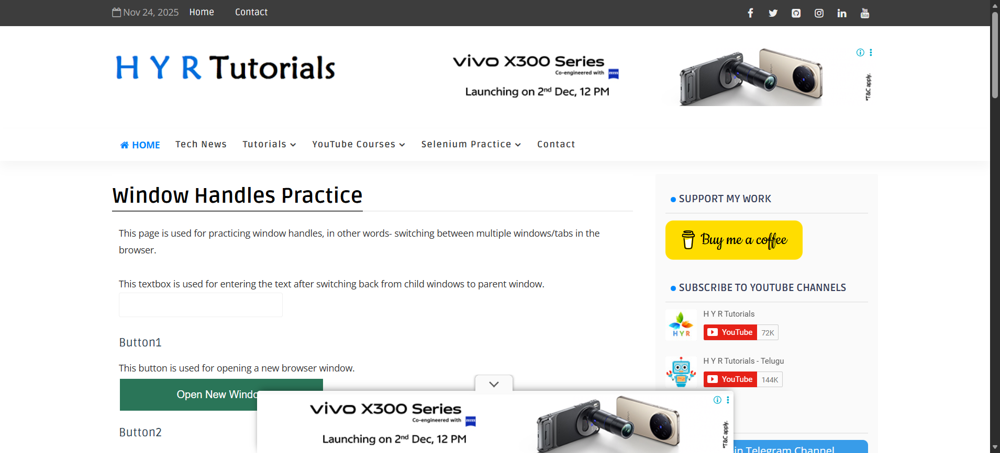 Nov 24, 2025 Home Contact
You Tube
H Y R Tutorials
vivo X300 Series
Co-engineered with ZEISS
Launching on 2nd Dec, 12 PM
*T&C apply.
HOME Tech News Tutorials YouTube Courses Selenium Practice Contact
Window Handles Practice
This page is used for practicing window handles, in other words- switching between multiple windows/tabs in the
browser.
This textbox is used for entering the text after switching back from child windows to parent window.
Button1
This button is used for opening a new browser window.
Open New Windo
Button2
SUPPORT MY WORK
Buy me a coffee
SUBSCRIBE TO YOUTUBE CHANNELS
H Y R Tutorials
HYR
YouTube 72K
H Y R Tutorials - Telugu
YouTube 144K
in Telegram Channel
vivo X300 Series
Co-engineered with ZEISS
Launching on 2nd Dec, 12 PM
*T&C apply.